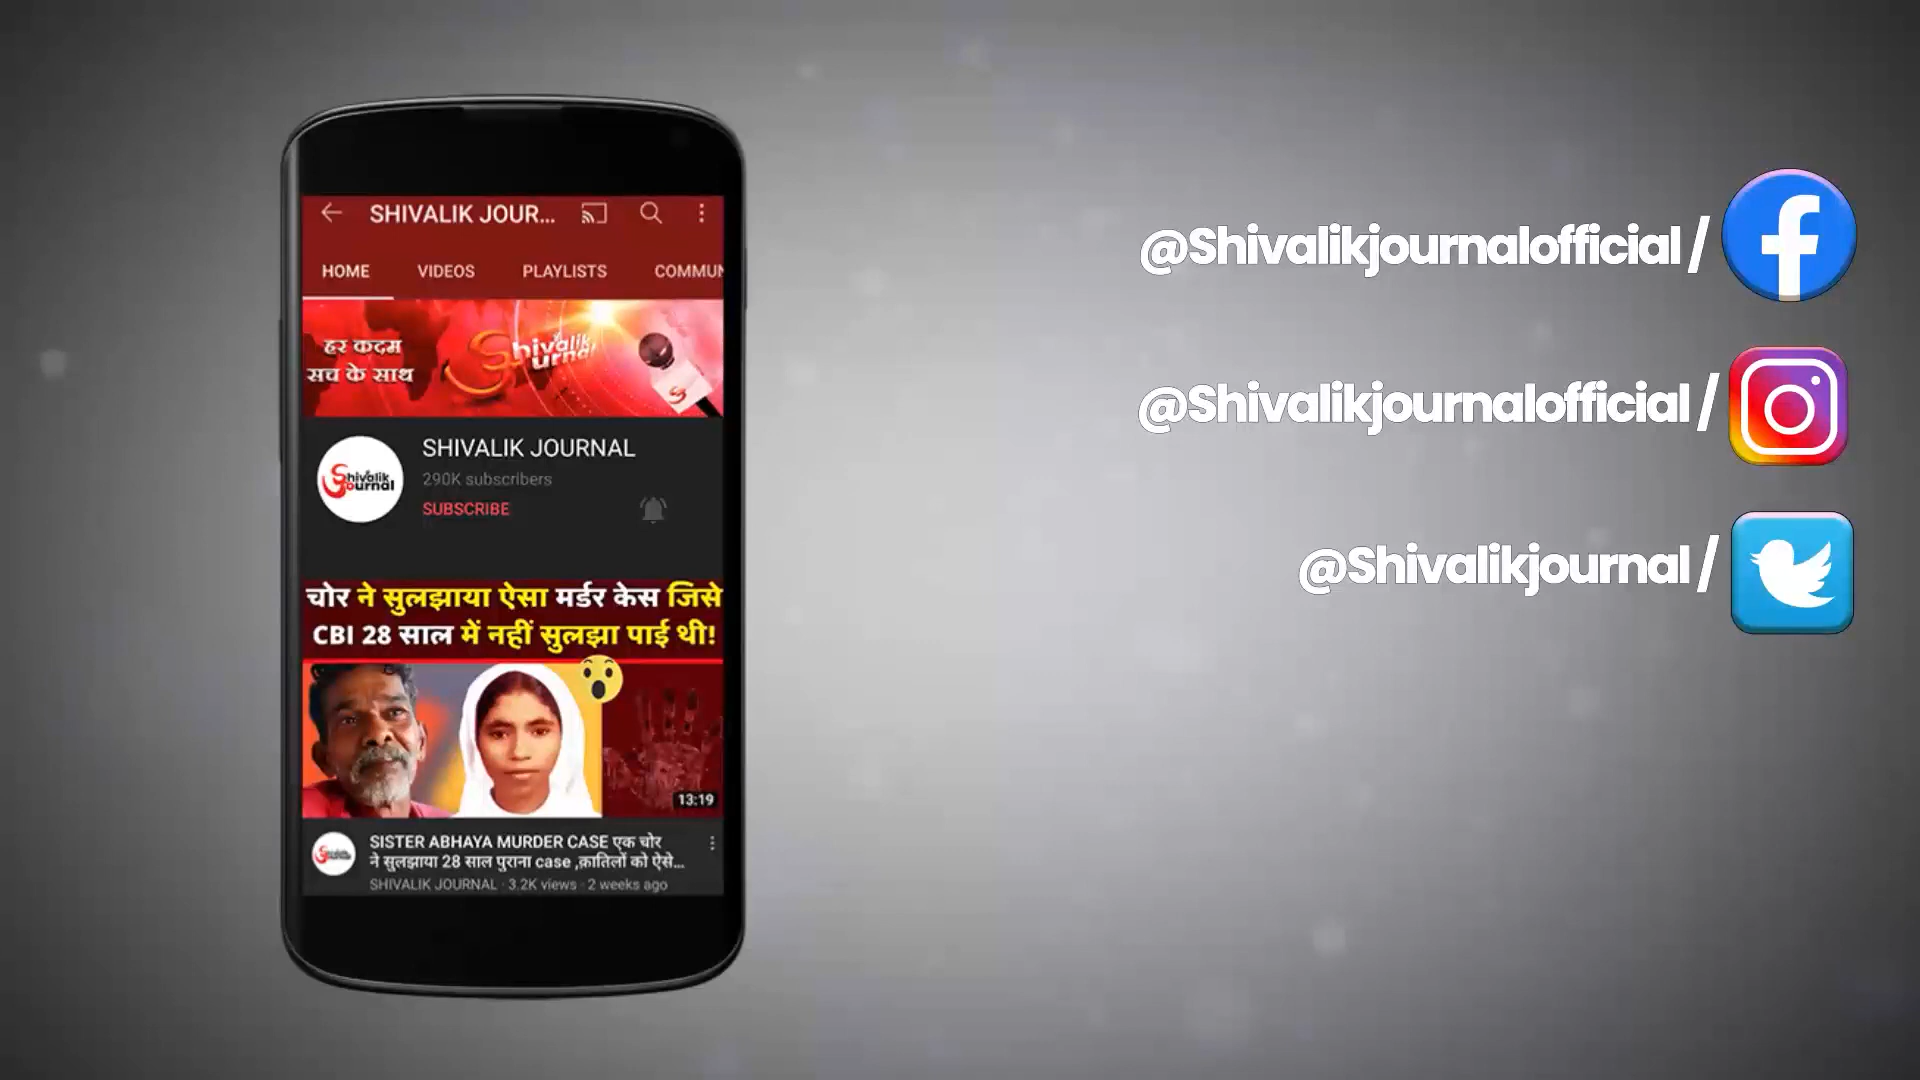 SHIVALIK JOUR...
HOME VIDEOS PLAYLISTS COMMUN
हर कदम
सच के साथ
Shivalik
Journal
SHIVALIK JOURNAL
290K subscribers
SUBSCRIBE
Shivalik
Journal
चोर ने सुलझाया ऐसा मर्डर केस जिसे
CBI 28 साल में नहीं सुलझा पाई थी!
13:19
SISTER ABHAYA MURDER CASE एक चोर
ने सुलझाया 28 साल पुराना case ,क़ातिलों को ऐसे...
SHIVALIK JOURNAL · 3.2K views · 2 weeks ago
@Shivalikjournalofficial /
@Shivalikjournalofficial /
@Shivalikjournal /